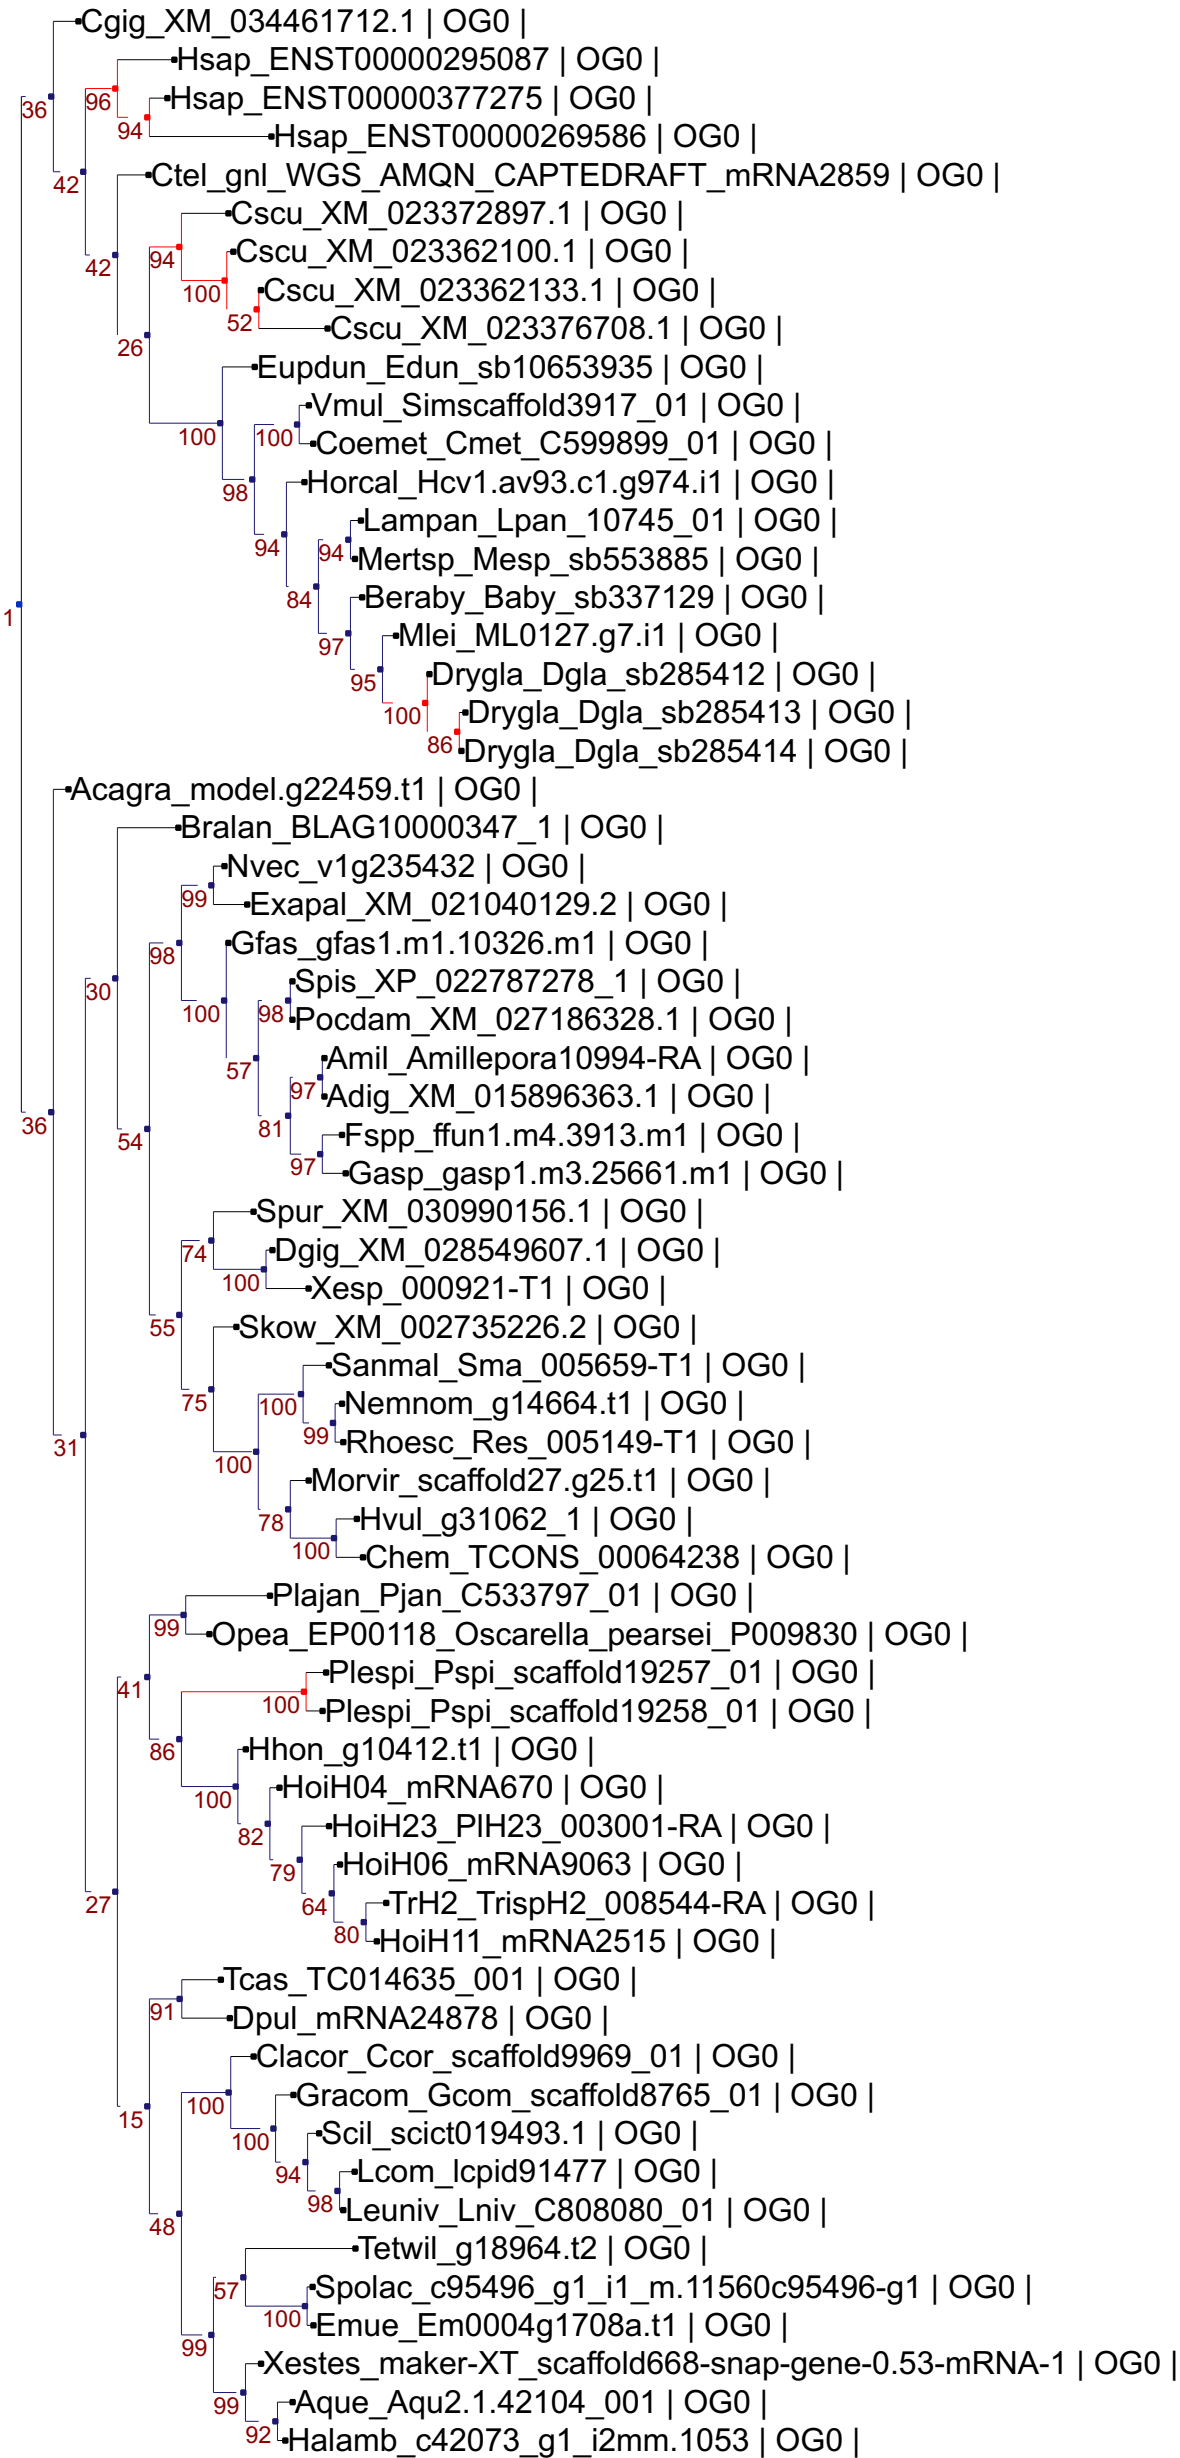 Cgig_XM_034461712.1 | OG0 |
Hsap_ENST00000295087 | OG0 |
96
Hsap_ENST00000377275 | OG0 |
36
94
Hsap_ENST00000269586 | OG0 |
Ctel_gnl_WGS_AMQN_CAPTEDRAFT_mRNA2859 | OG0 |
42
Cscu_XM_023372897.1 | OG0 |
Cscu_XM_023362100.1 | OG0 |
94
42
Cscu_XM_023362133.1 | OG0 |
100
52
Cscu_XM_023376708.1 | OG0 |
26
Eupdun_Edun_sb10653935 | OG0 |
Vmul_Simscaffold3917_01 | OG0 |
100
100
Coemet_Cmet_C599899_01 | OG0 |
Horcal_Hcv1.av93.c1.g974.i1 | OG0 |
98
Lampan_Lpan_10745_01 | OG0 |
94
94
Mertsp_Mesp_sb553885 | OG0 |
84
Beraby_Baby_sb337129 | OG0 |
1
Mlei_ML0127.g7.i1 | OG0 |
97
Drygla_Dgla_sb285412 | OG0 |
95
Drygla_Dgla_sb285413 | OG0 |
100
86
Drygla_Dgla_sb285414 | OG0 |
Acagra_model.g22459.t1 | OG0 |
Bralan_BLAG10000347_1 | OG0 |
Nvec_v1g235432 | OG0 |
99
Exapal_XM_021040129.2 | OG0 |
Gfas_gfas1.m1.10326.m1 | OG0 |
98
Spis_XP_022787278_1 | OG0 |
30
100
98
Pocdam_XM_027186328.1 | OG0 |
Amil_Amillepora10994-RA | OG0 |
57
97
Adig_XM_015896363.1 | OG0 |
36
81
Fspp_ffun1.m4.3913.m1 | OG0 |
54
97
Gasp_gasp1.m3.25661.m1 | OG0 |
Spur_XM_030990156.1 | OG0 |
Dgig_XM_028549607.1 | OG0 |
74
100
Xesp_000921-T1 | OG0 |
Skow_XM_002735226.2 | OG0 |
55
Sanmal_Sma_005659-T1 | OG0 |
Nemnom_g14664.t1 | OG0 |
75
100
Rhoesc_Res_005149-T1 | OG0 |
99
31
100
Morvir_scaffold27.g25.t1 | OG0 |
Hvul_g31062_1 | OG0 |
78
100
Chem_TCONS_00064238 | OG0 |
Plajan_Pjan_C533797_01 | OG0 |
99
Opea_EP00118_Oscarella_pearsei_P009830 | OG0 |
Plespi_Pspi_scaffold19257_01 | OG0 |
41
100
Plespi_Pspi_scaffold19258_01 | OG0 |
Hhon_g10412.t1 | OG0 |
86
HoiH04_mRNA670 | OG0 |
100
HoiH23_PlH23_003001-RA | OG0 |
82
HoiH06_mRNA9063 | OG0 |
79
TrH2_TrispH2_008544-RA | OG0 |
27
64
80
HoiH11_mRNA2515 | OG0 |
Tcas_TC014635_001 | OG0 |
91
Dpul_mRNA24878 | OG0 |
Clacor_Ccor_scaffold9969_01 | OG0 |
Gracom_Gcom_scaffold8765_01 | OG0 |
100
15
Scil_scict019493.1 | OG0 |
100
Lcom_lcpid91477 | OG0 |
94
98
Leuniv_Lniv_C808080_01 | OG0 |
48
Tetwil_g18964.t2 | OG0 |
57
Spolac_c95496_g1_i1_m.11560c95496-g1 | OG0 |
100
Emue_Em0004g1708a.t1 | OG0 |
99
Xestes_maker-XT_scaffold668-snap-gene-0.53-mRNA-1 | OG0 |
99
Aque_Aqu2.1.42104_001 | OG0 |
92
Halamb_c42073_g1_i2mm.1053 | OG0 |